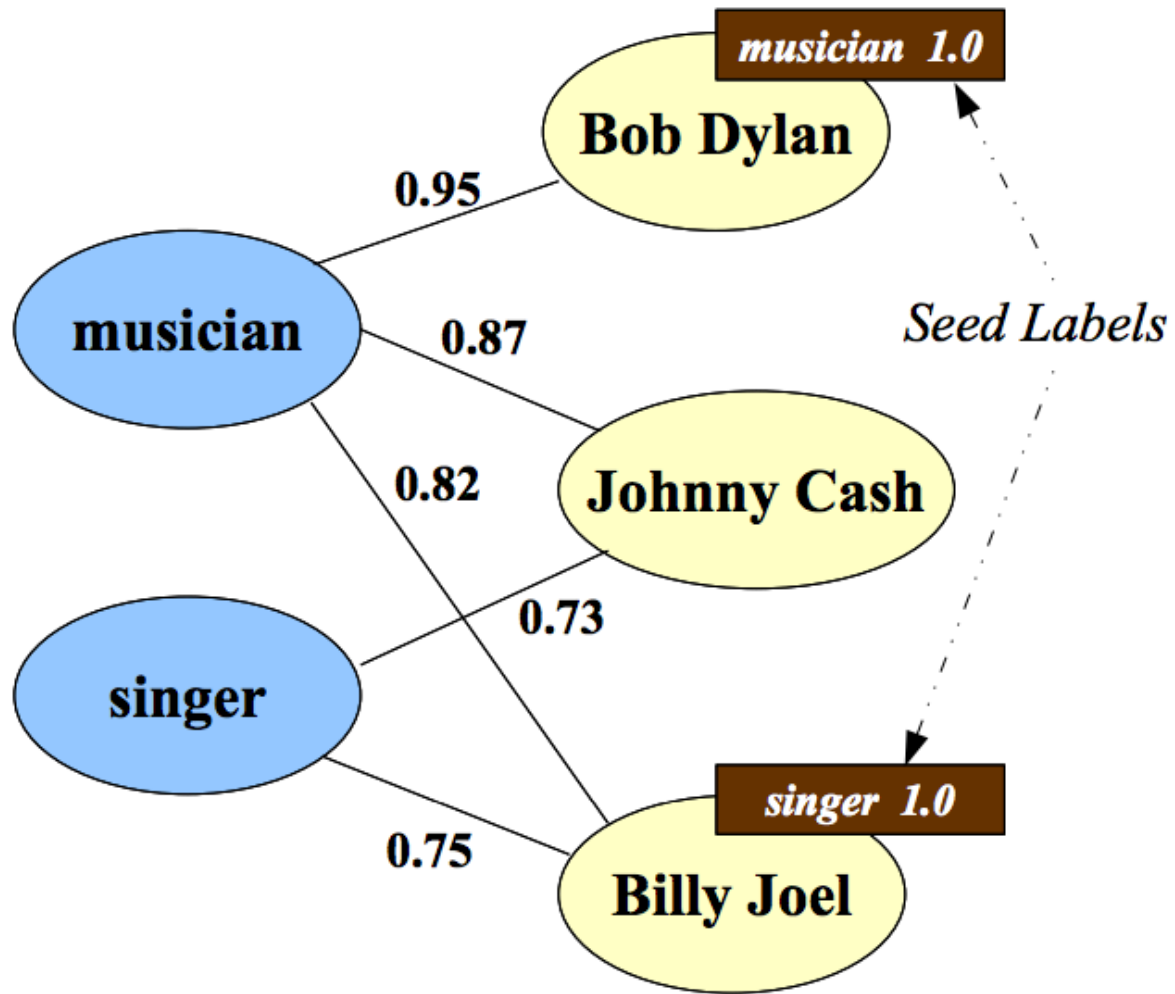 musician 1.0
Bob Dylan
0.95
musician
0.87
Seed Labels
0.82
Johnny Cash
0.73
singer
singer 1.0
0.75
Billy Joel